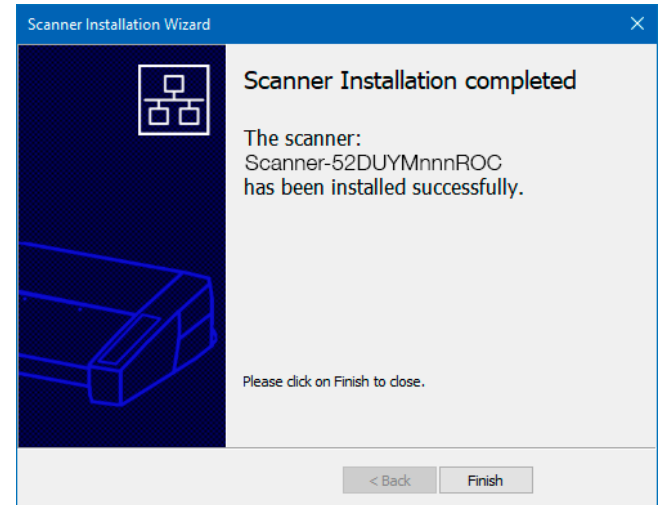 Scanner Installation Wizard
Scanner Installation completed
The scanner:
Scanner-52DUYMnnnROC
has been installed successfully.
Please click on Finish to close.
< Back Finish